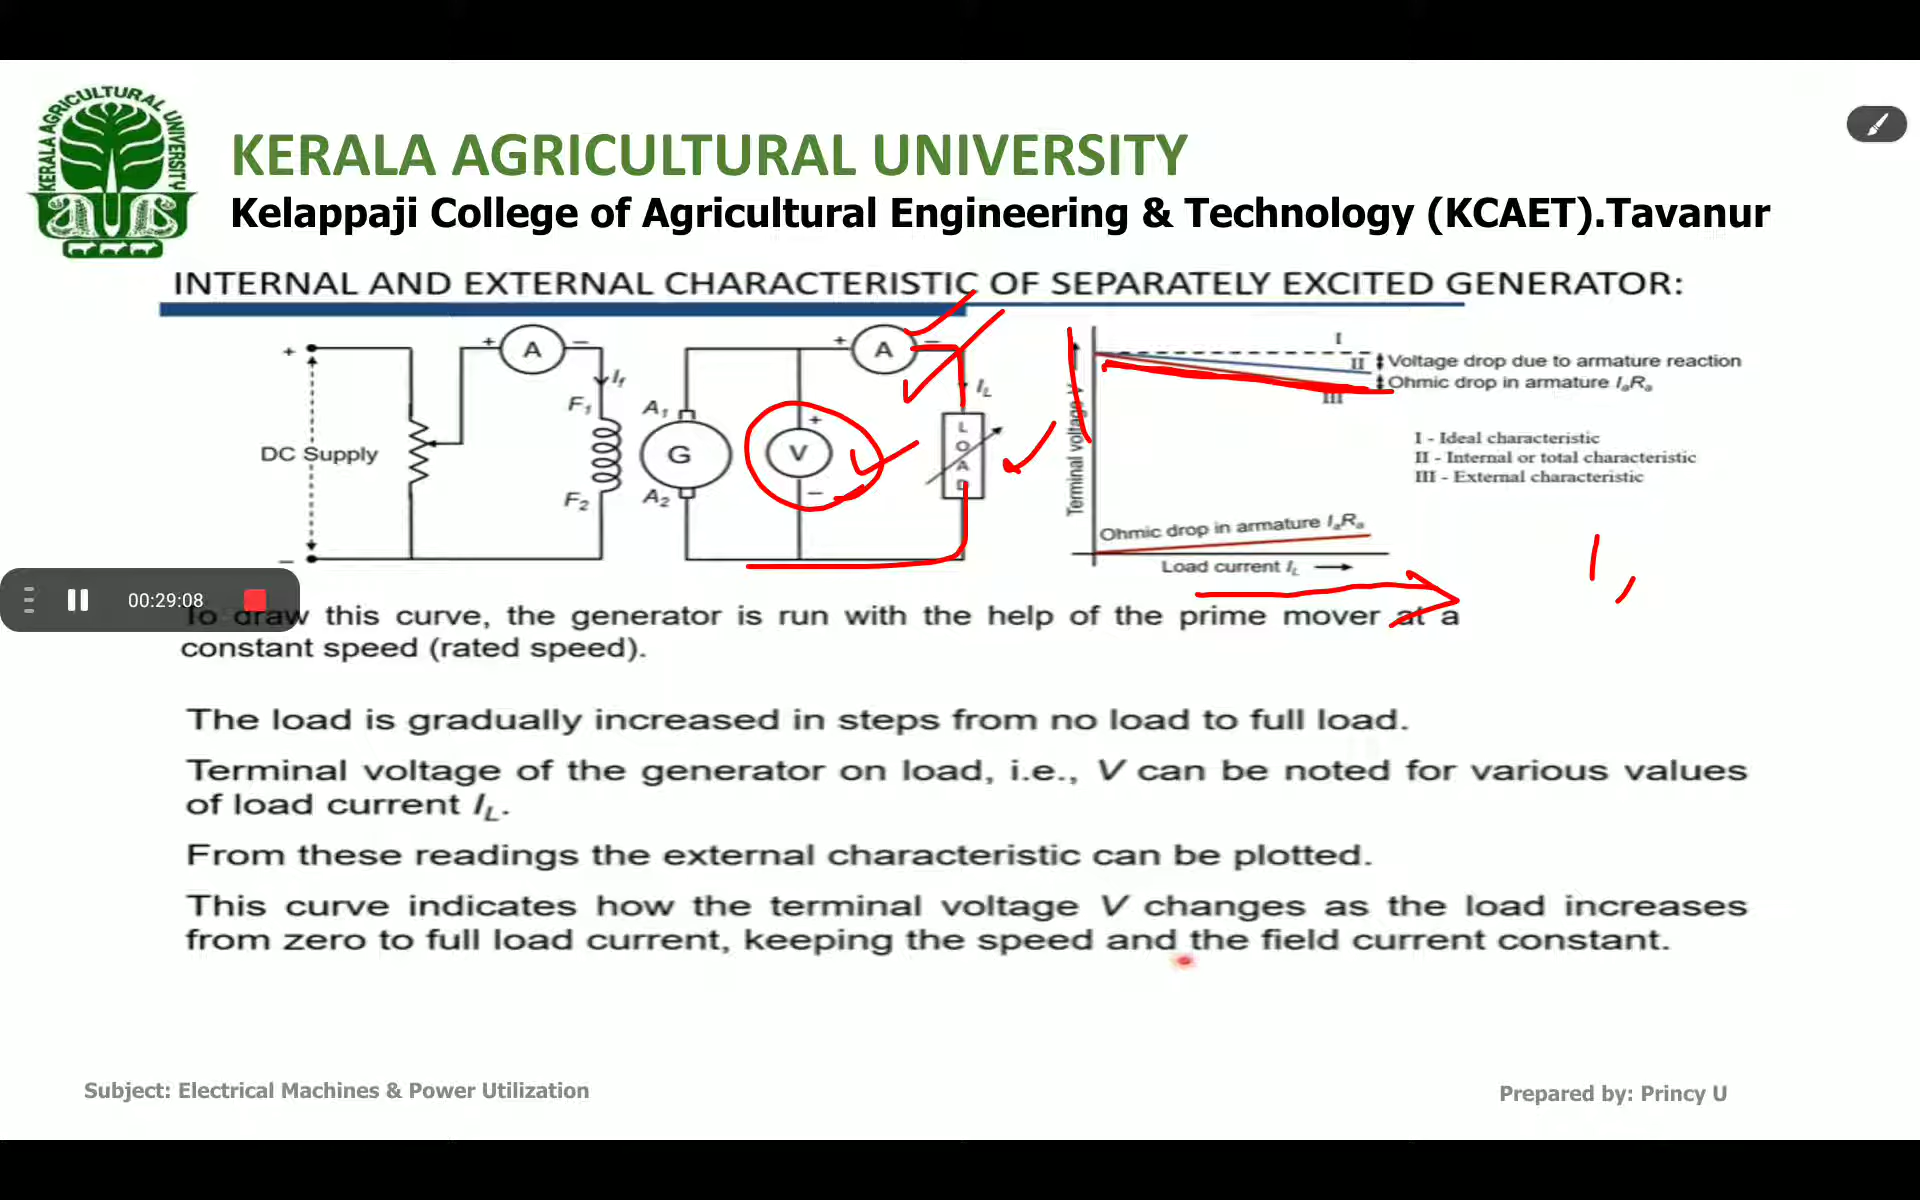 KERALA AGRICULTURAL UNIVERSITY
KERALA AGRICULTURAL UNIVERSITY
Kelappaji College of Agricultural Engineering & Technology (KCAET).Tavanur
INTERNAL AND EXTERNAL CHARACTERISTIC OF SEPARATELY EXCITED GENERATOR:
+ + A − + A −
I
II Voltage drop due to armature reaction
Ohmic drop in armature IaRa
III
If
IL
F1 A1 +
DC Supply G V LOAD
F2 A2 −
−
Terminal voltage V
I - Ideal characteristic
II - Internal or total characteristic
III - External characteristic
Ohmic drop in armature IaRa
Load current IL
00:29:08
To draw this curve, the generator is run with the help of the prime mover at a
constant speed (rated speed).
The load is gradually increased in steps from no load to full load.
Terminal voltage of the generator on load, i.e., V can be noted for various values
of load current IL.
From these readings the external characteristic can be plotted.
This curve indicates how the terminal voltage V changes as the load increases
from zero to full load current, keeping the speed and the field current constant.
Subject: Electrical Machines & Power Utilization
Prepared by: Princy U